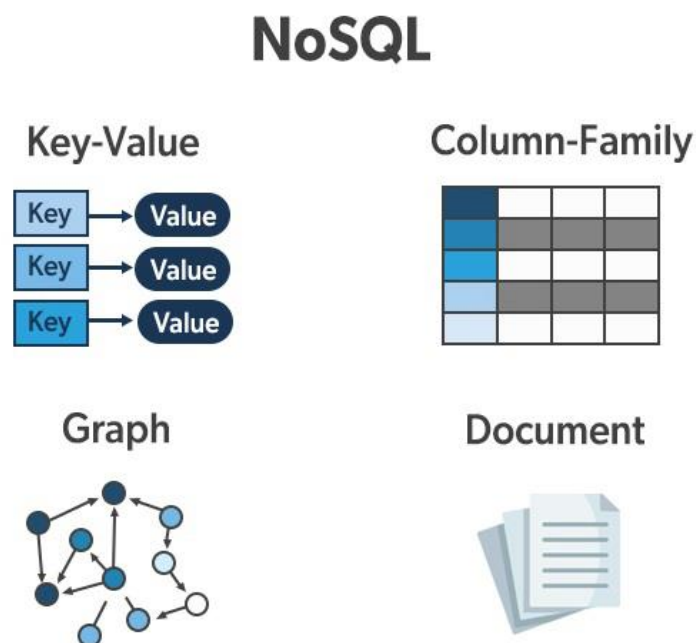 NoSQL
Key-Value
Key
Value
Key
Value
Key
Value
Column-Family
Graph
Document